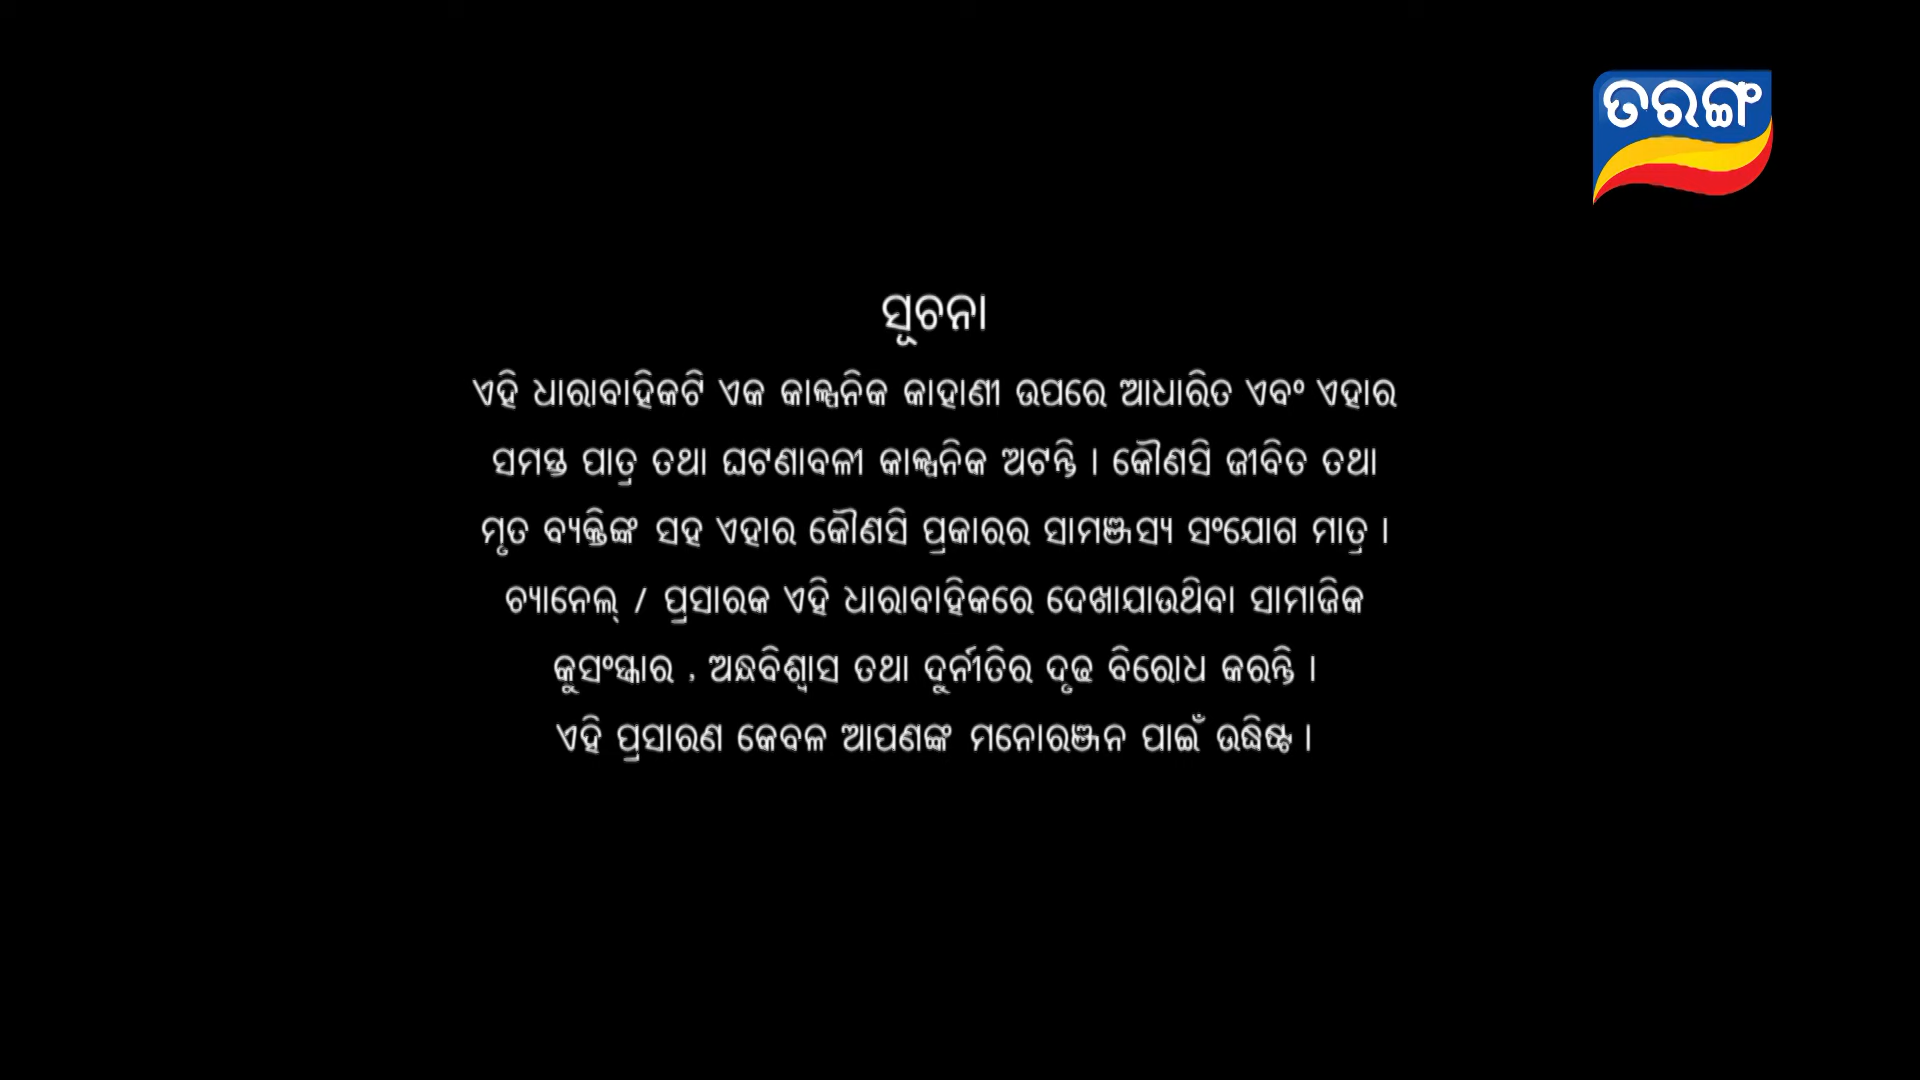 ତରଙ୍ଗ
ସୂଚନା
ଏହି ଧାରାବାହିକଟି ଏକ କାଳ୍ପନିକ କାହାଣୀ ଉପରେ ଆଧାରିତ ଏବଂ ଏହାର
ସମସ୍ତ ପାତ୍ର ତଥା ଘଟଣାବଳୀ କାଳ୍ପନିକ ଅଟନ୍ତି । କୌଣସି ଜୀବିତ ତଥା
ମୃତ ବ୍ୟକ୍ତିଙ୍କ ସହ ଏହାର କୌଣସି ପ୍ରକାରର ସାମଞ୍ଜସ୍ୟ ସଂଯୋଗ ମାତ୍ର ।
ଚ୍ୟାନେଲ୍ / ପ୍ରସାରକ ଏହି ଧାରାବାହିକରେ ଦେଖାଯାଉଥିବା ସାମାଜିକ
କୁସଂସ୍କାର , ଅନ୍ଧବିଶ୍ୱାସ ତଥା ଦୁର୍ନୀତିର ଦୃଢ ବିରୋଧ କରନ୍ତି ।
ଏହି ପ୍ରସାରଣ କେବଳ ଆପଣଙ୍କ ମନୋରଞ୍ଜନ ପାଇଁ ଉଦ୍ଧିଷ୍ଟ ।